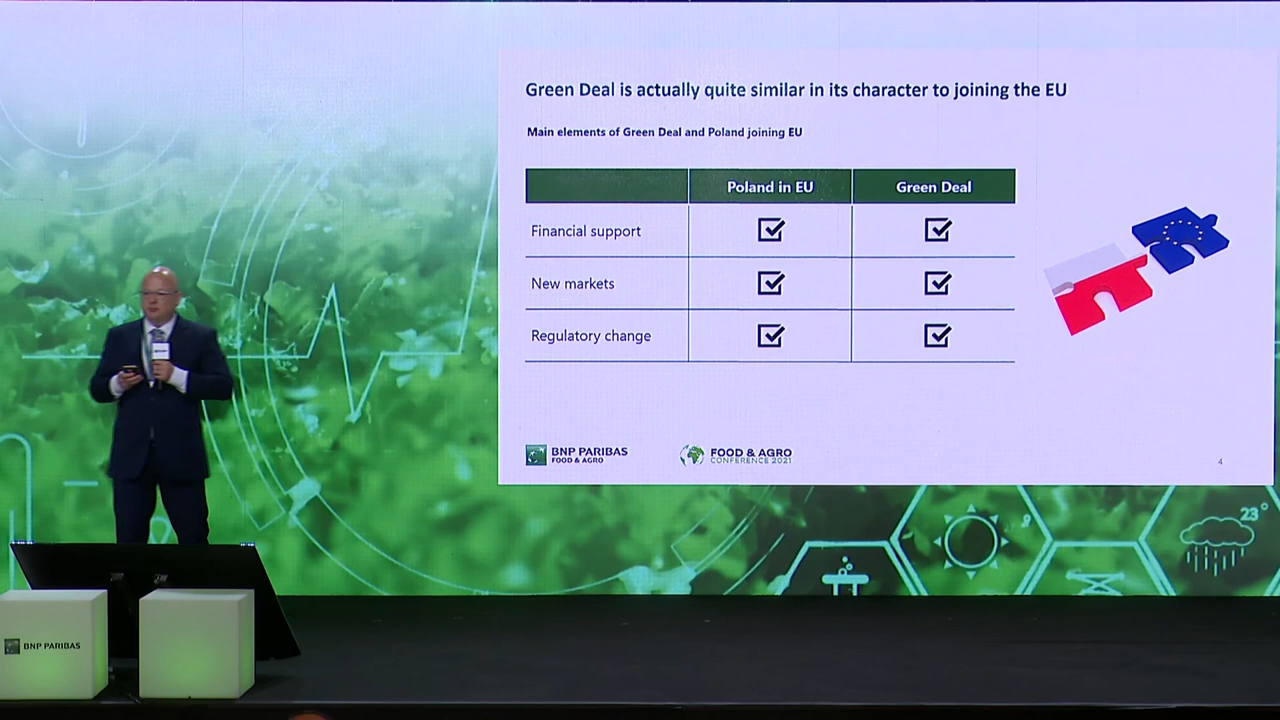 Green Deal is actually quite similar in its character to joining the EU
Main elements of Green Deal and Poland joining EU
Poland in EU Green Deal
Financial support
New markets
Regulatory change
BNP PARIBAS
FOOD & AGRO
FOOD & AGRO
CONFERENCE 2021
4
23°
BNP PARIBAS